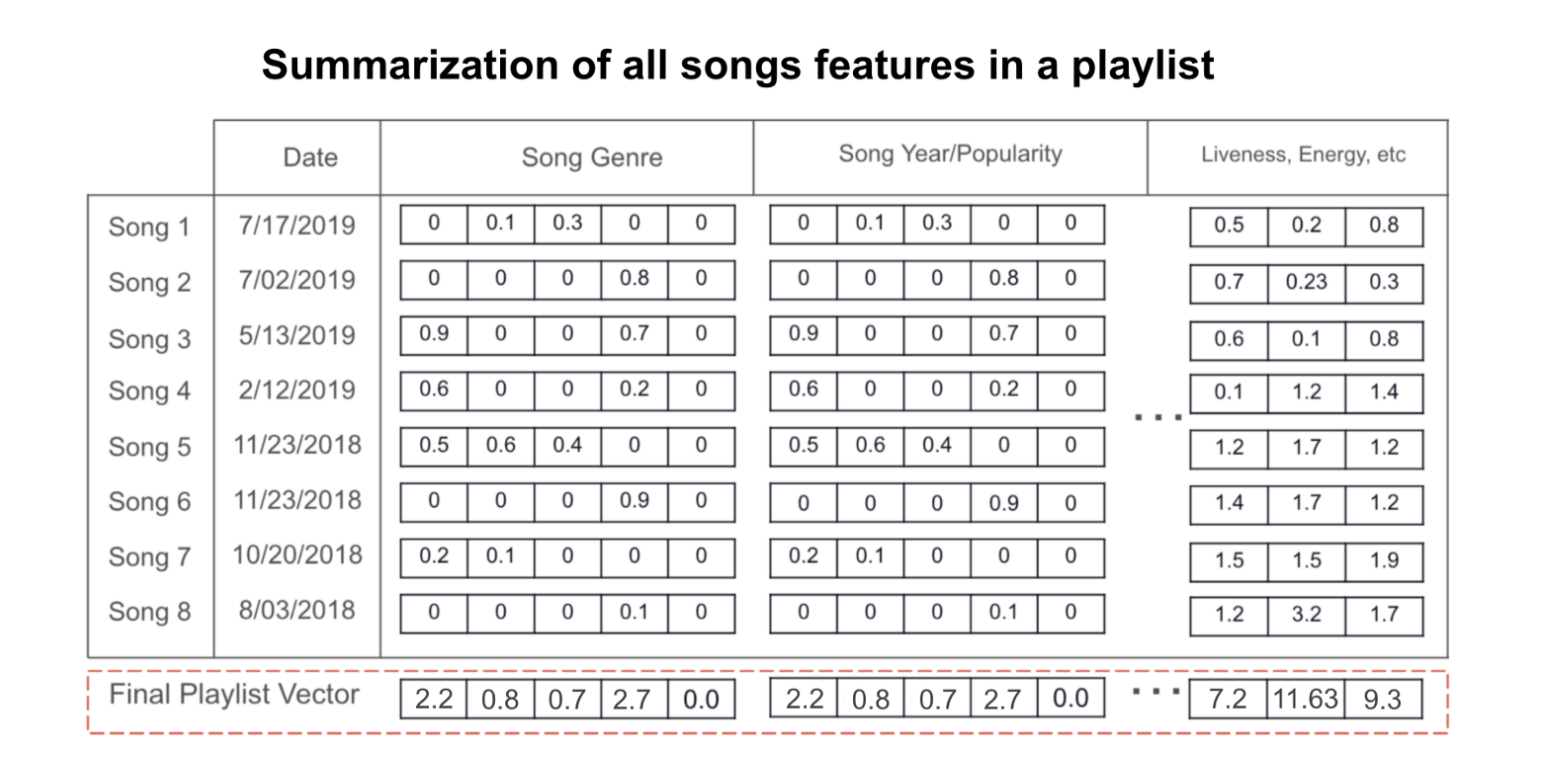 Summarization of all songs features in a playlist
Date Song Genre Song Year/Popularity Liveness, Energy, etc
Song 1 7/17/2019 0 0.1 0.3 0 0 0 0.1 0.3 0 0 0.5 0.2 0.8
Song 2 7/02/2019 0 0 0 0.8 0 0 0 0 0.8 0 0.7 0.23 0.3
Song 3 5/13/2019 0.9 0 0 0.7 0 0.9 0 0 0.7 0 0.6 0.1 0.8
Song 4 2/12/2019 0.6 0 0 0.2 0 0.6 0 0 0.2 0 ... 0.1 1.2 1.4
Song 5 11/23/2018 0.5 0.6 0.4 0 0 0.5 0.6 0.4 0 0 1.2 1.7 1.2
Song 6 11/23/2018 0 0 0 0.9 0 0 0 0 0.9 0 1.4 1.7 1.2
Song 7 10/20/2018 0.2 0.1 0 0 0 0.2 0.1 0 0 0 1.5 1.5 1.9
Song 8 8/03/2018 0 0 0 0.1 0 0 0 0 0.1 0 1.2 3.2 1.7
Final Playlist Vector 2.2 0.8 0.7 2.7 0.0 2.2 0.8 0.7 2.7 0.0 ... 7.2 11.63 9.3